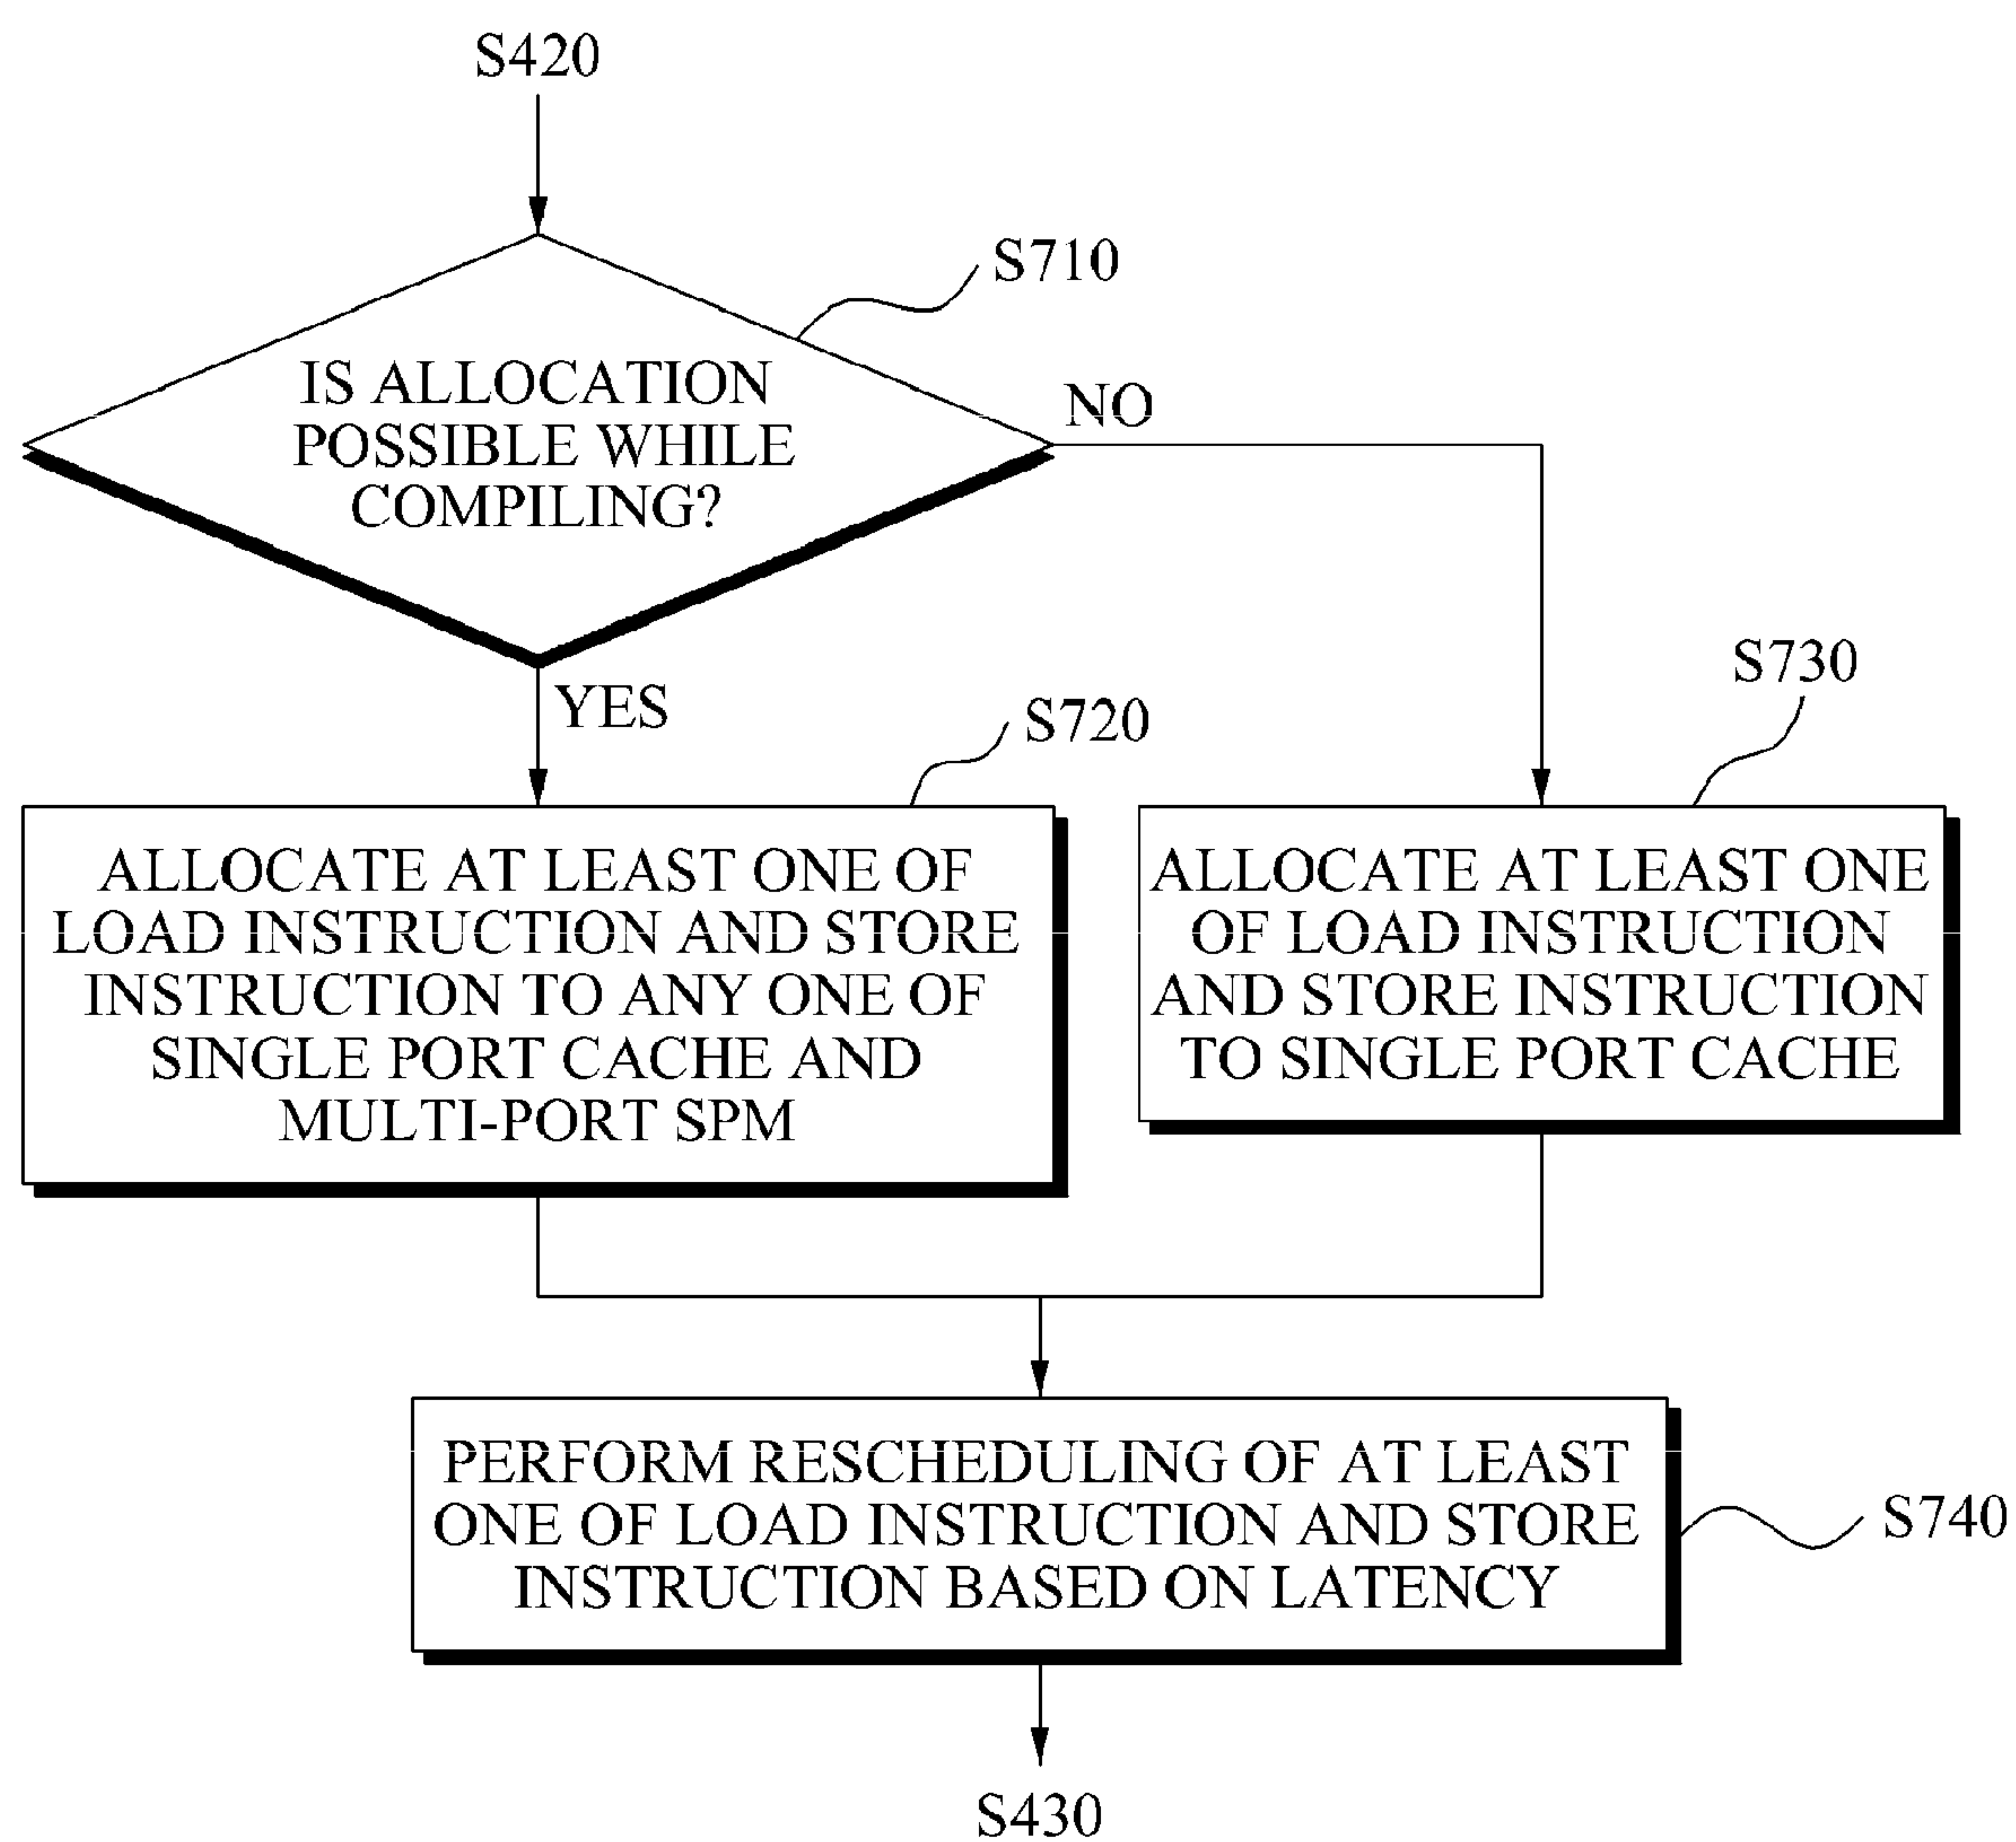 S420
S710
IS ALLOCATION
POSSIBLE WHILE
COMPILING?
NO
YES
S720
S730
ALLOCATE AT LEAST ONE OF
LOAD INSTRUCTION AND STORE
INSTRUCTION TO ANY ONE OF
SINGLE PORT CACHE AND
MULTI-PORT SPM
ALLOCATE AT LEAST ONE
OF LOAD INSTRUCTION
AND STORE INSTRUCTION
TO SINGLE PORT CACHE
PERFORM RESCHEDULING OF AT LEAST
ONE OF LOAD INSTRUCTION AND STORE
INSTRUCTION BASED ON LATENCY
S740
S430